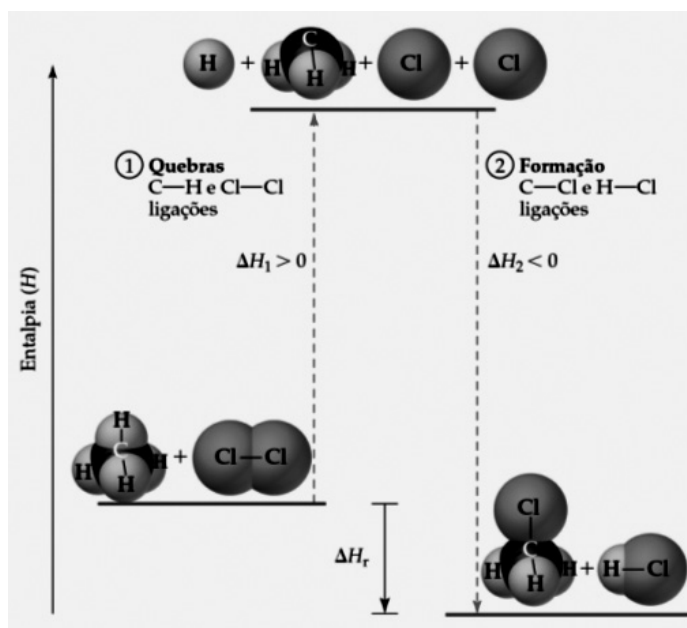 H + H C H H + Cl + Cl
1 Quebras
C—H e Cl—Cl
ligações
2 Formação
C—Cl e H—Cl
ligações
ΔH₁ > 0
ΔH₂ < 0
Entalpia (H)
H
H C H + Cl—Cl
H
ΔHᵣ
Cl
H C H + H—Cl
H